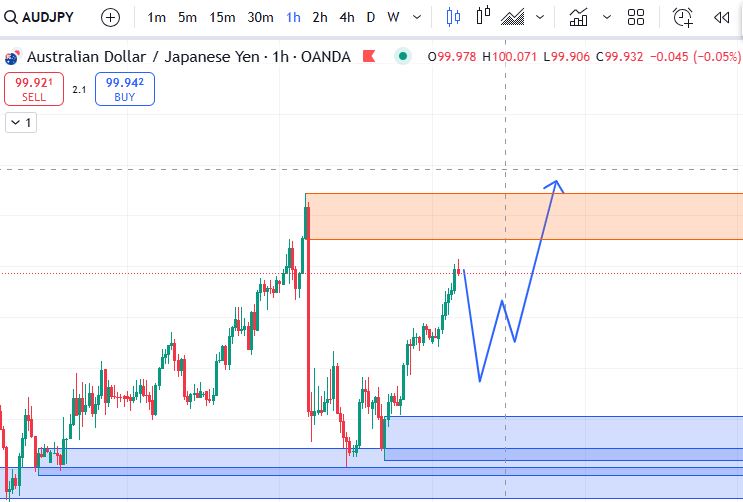 AUDJPY 1m 5m 15m 30m 1h 2h 4h D W
Australian Dollar / Japanese Yen · 1h · OANDA O99.978 H100.071 L99.906 C99.932 −0.045 (−0.05%)
99.921 2.1 99.942
SELL BUY
1